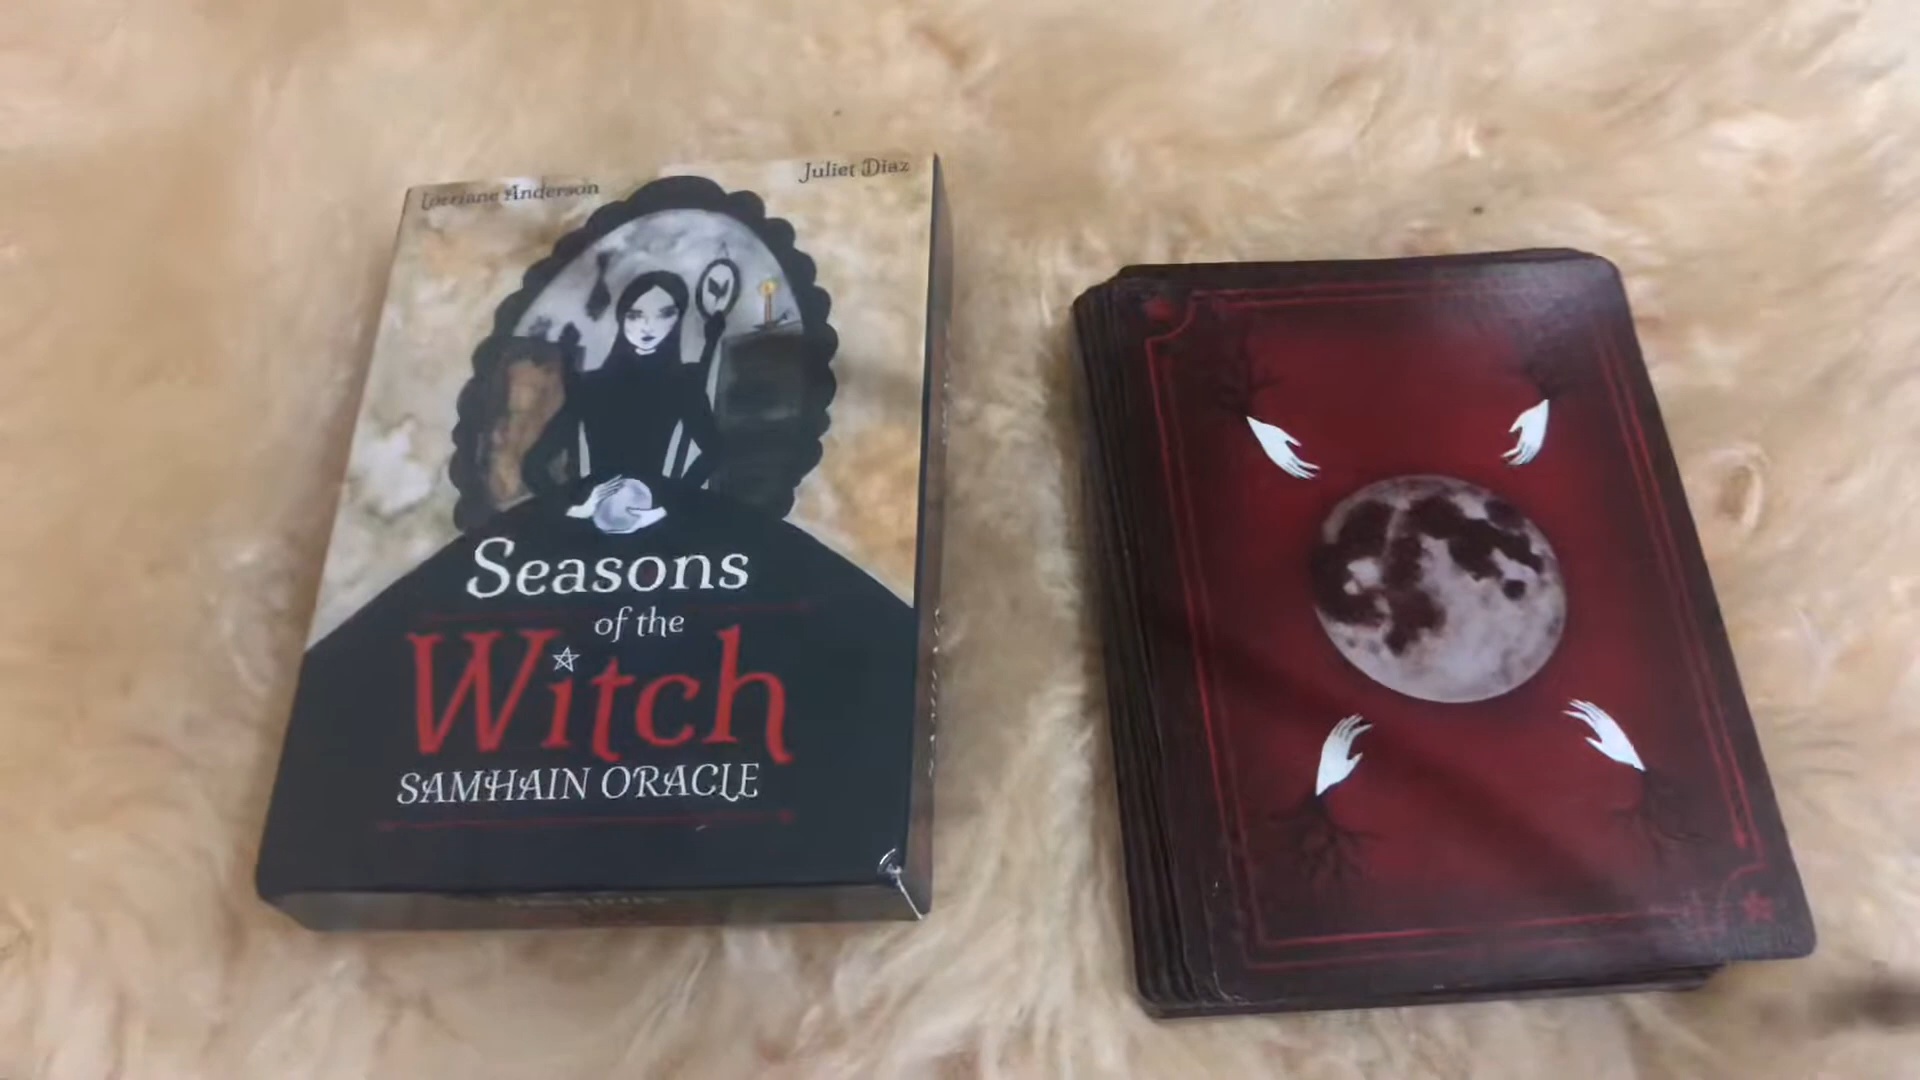 Lorriane Anderson
Juliet Diaz
Seasons
of the
Witch
SAMHAIN ORACLE